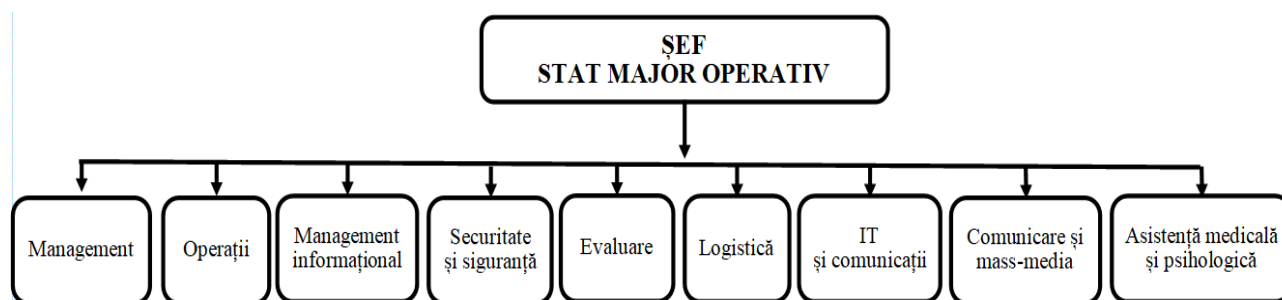 ȘEF
STAT MAJOR OPERATIV
Management
Operații
Management
informațional
Securitate
și siguranță
Evaluare
Logistică
IT
și comunicații
Comunicare și
mass-media
Asistență medicală
și psihologică